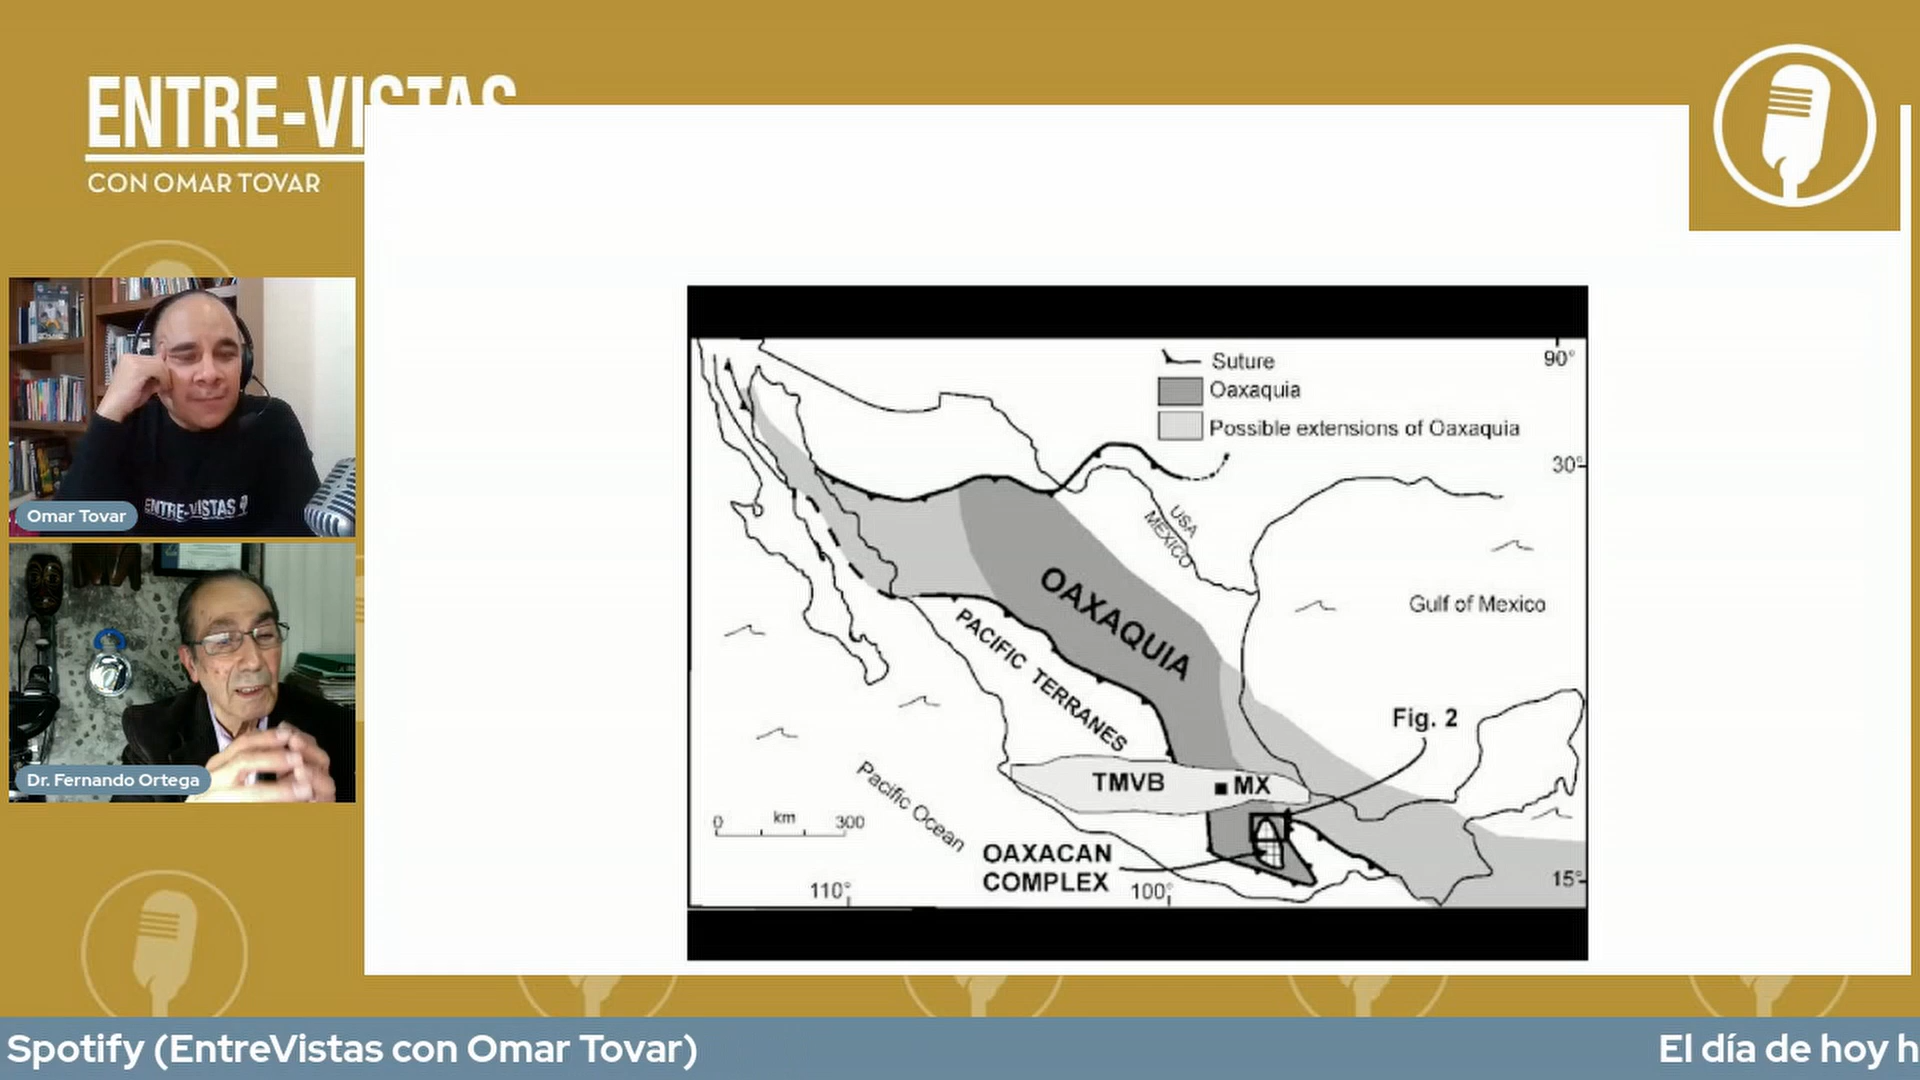 ENTRE-VISTAS
CON OMAR TOVAR
ENTRE-VISTAS
Omar Tovar
Dr. Fernando Ortega
Suture
Oaxaquia
Possible extensions of Oaxaquia
90°
30°
USA
MEXICO
OAXAQUIA
Gulf of Mexico
PACIFIC TERRANES
Fig. 2
TMVB
MX
Pacific Ocean
0 km 300
OAXACAN
COMPLEX
110°
100°
15°
Spotify (EntreVistas con Omar Tovar)
El día de hoy h